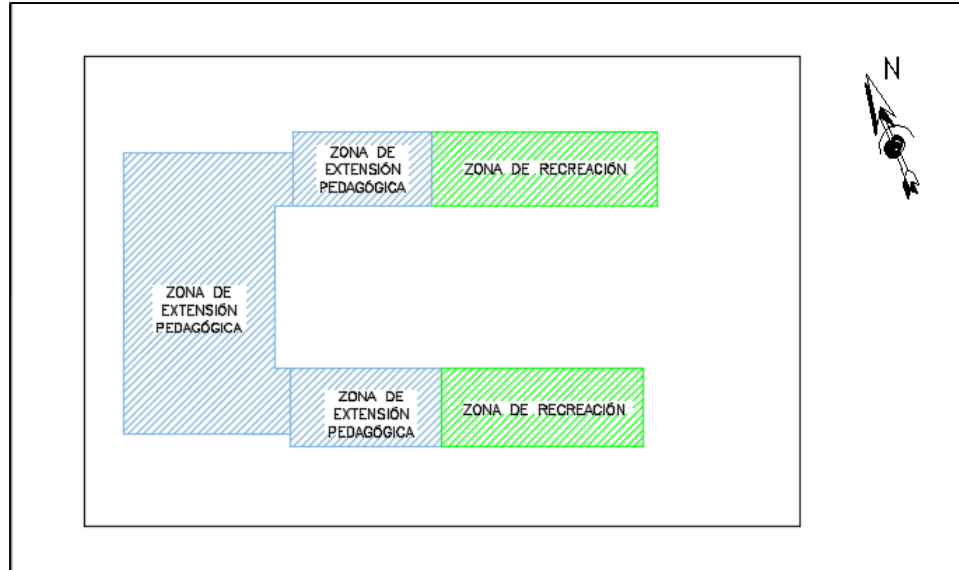 N
ZONA DE
EXTENSIÓN
PEDAGÓGICA
ZONA DE RECREACIÓN
ZONA DE
EXTENSIÓN
PEDAGÓGICA
ZONA DE
EXTENSIÓN
PEDAGÓGICA
ZONA DE RECREACIÓN